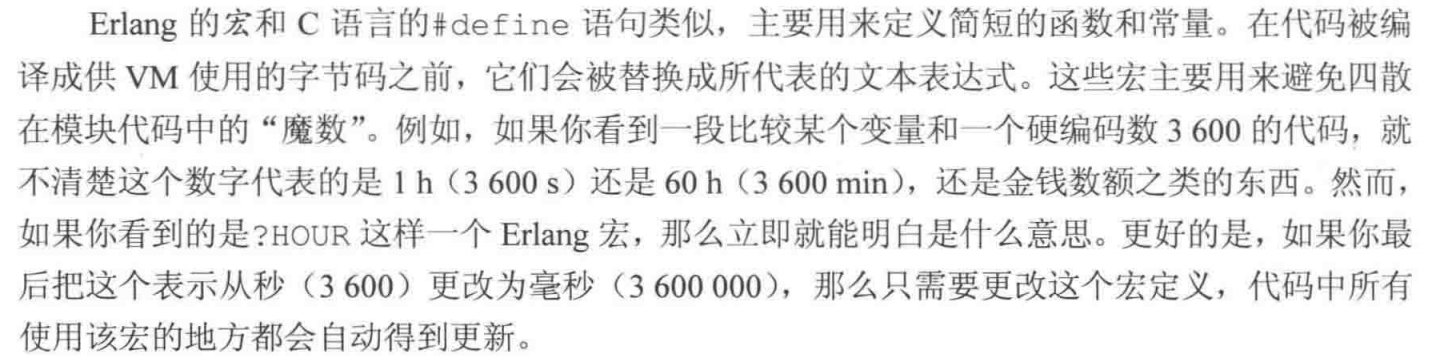 Erlang 的宏和 C 语言的#define 语句类似，主要用来定义简短的函数和常量。在代码被编
译成供 VM 使用的字节码之前，它们会被替换成所代表的文本表达式。这些宏主要用来避免四散
在模块代码中的“魔数”。例如，如果你看到一段比较某个变量和一个硬编码数 3 600 的代码，就
不清楚这个数字代表的是 1 h（3 600 s）还是 60 h（3 600 min），还是金钱数额之类的东西。然而，
如果你看到的是?HOUR 这样一个 Erlang 宏，那么立即就能明白是什么意思。更好的是，如果你最
后把这个表示从秒（3 600）更改为毫秒（3 600 000），那么只需要更改这个宏定义，代码中所有
使用该宏的地方都会自动得到更新。